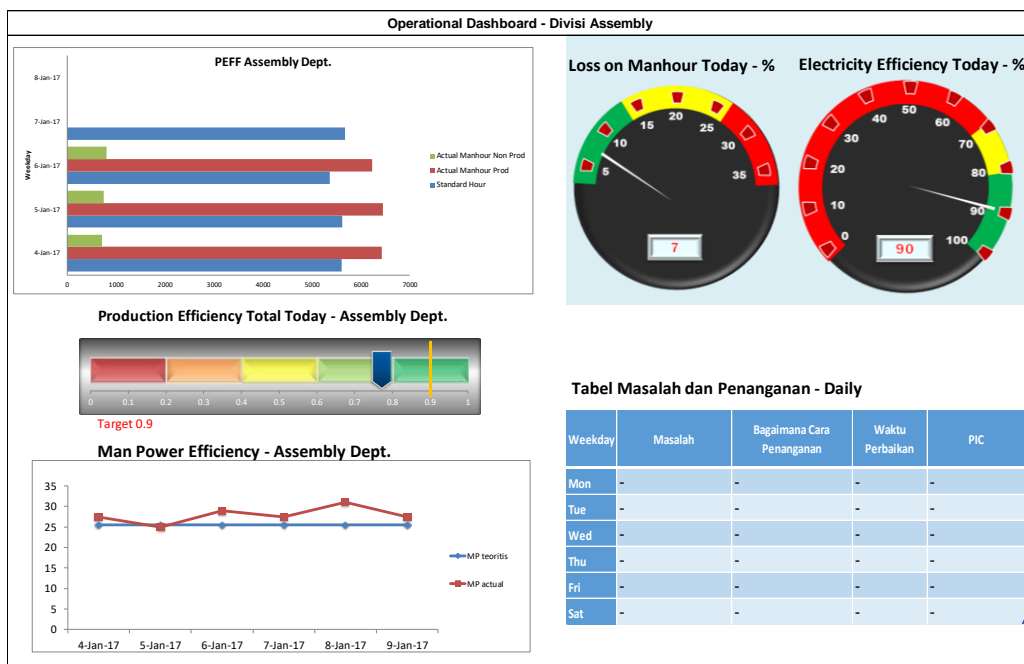 Operational Dashboard - Divisi Assembly
PEFF Assembly Dept.
Weekday
8-Jan-17
7-Jan-17
6-Jan-17
5-Jan-17
4-Jan-17
0 1000 2000 3000 4000 5000 6000 7000
Actual Manhour Non Prod
Actual Manhour Prod
Standard Hour
Loss on Manhour Today - %
5 10 15 20 25 30 35
7
Electricity Efficiency Today - %
0 10 20 30 40 50 60 70 80 90 100
90
Production Efficiency Total Today - Assembly Dept.
0 0.1 0.2 0.3 0.4 0.5 0.6 0.7 0.8 0.9 1
Target 0.9
Man Power Efficiency - Assembly Dept.
35
30
25
20
15
10
5
0
4-Jan-17 5-Jan-17 6-Jan-17 7-Jan-17 8-Jan-17 9-Jan-17
MP teoritis
MP actual
Tabel Masalah dan Penanganan - Daily
Weekday Masalah Bagaimana Cara Penanganan Waktu Perbaikan PIC
Mon - - - -
Tue - - - -
Wed - - - -
Thu - - - -
Fri - - - -
Sat - - - -